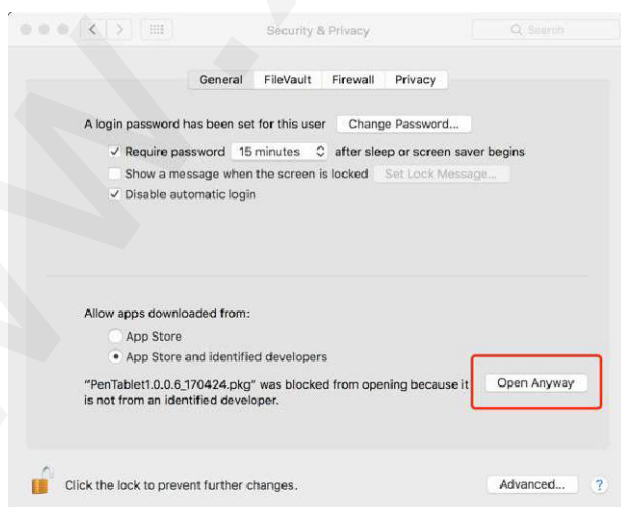 Security & Privacy
Search
General FileVault Firewall Privacy
A login password has been set for this user Change Password...
Require password 15 minutes after sleep or screen saver begins
Show a message when the screen is locked Set Lock Message...
Disable automatic login
Allow apps downloaded from:
App Store
App Store and identified developers
“PenTablet1.0.0.6_170424.pkg” was blocked from opening because it Open Anyway
is not from an identified developer.
Click the lock to prevent further changes. Advanced... ?